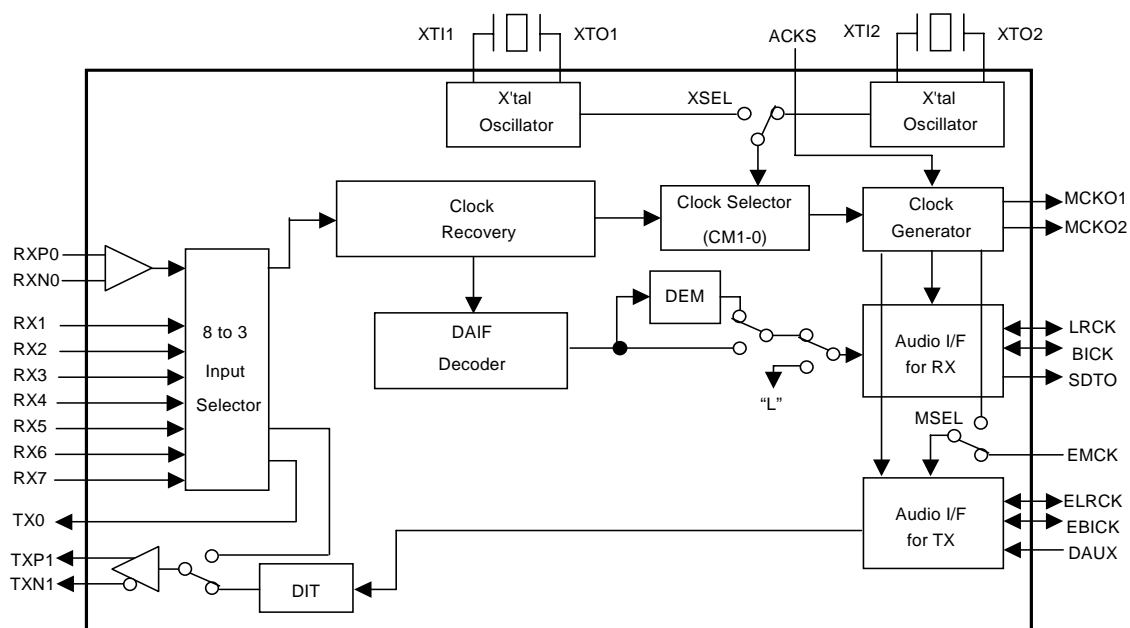 XTI1
XTO1
ACKS
XTI2
XTO2
X'tal
Oscillator
XSEL
X'tal
Oscillator
Clock
Recovery
Clock Selector
(CM1-0)
Clock
Generator
MCKO1
MCKO2
RXP0
RXN0
RX1
RX2
RX3
RX4
RX5
RX6
RX7
8 to 3
Input
Selector
DAIF
Decoder
DEM
“L”
Audio I/F
for RX
LRCK
BICK
SDTO
MSEL
EMCK
TX0
TXP1
TXN1
DIT
Audio I/F
for TX
ELRCK
EBICK
DAUX